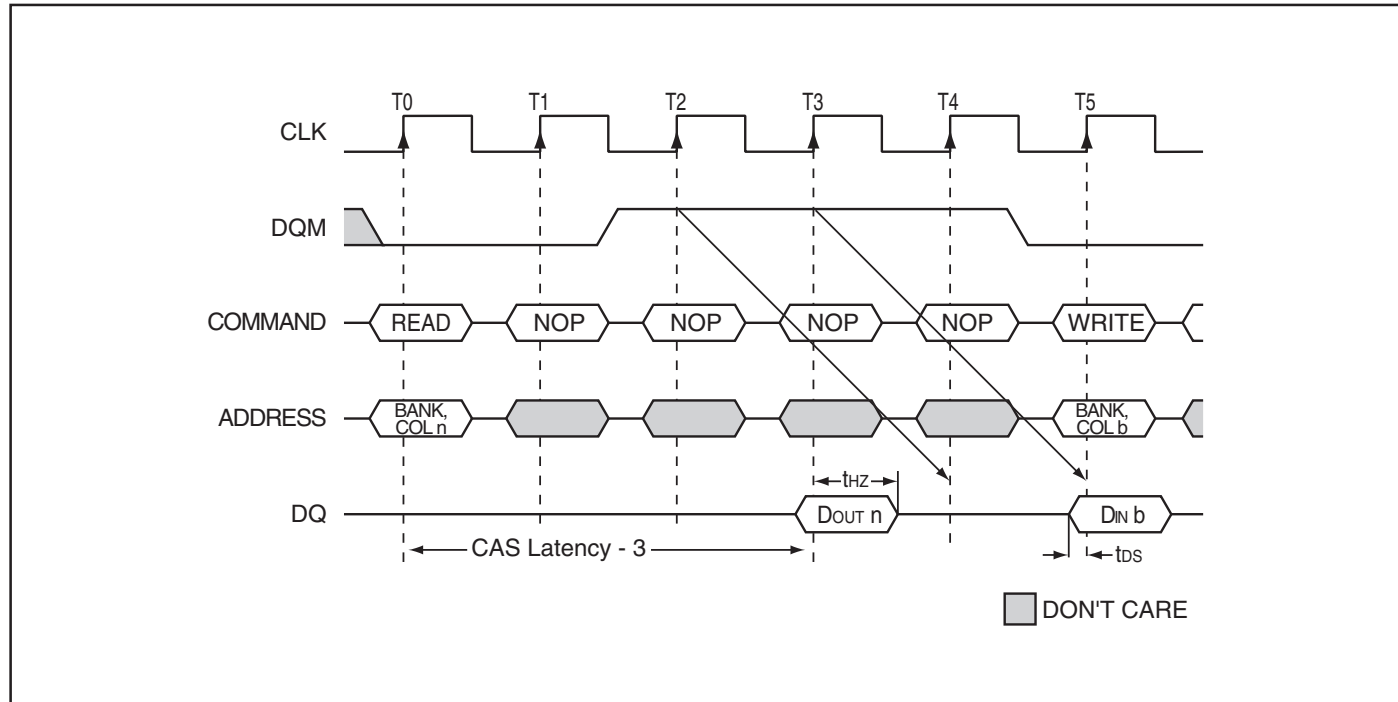 T0 T1 T2 T3 T4 T5
CLK
DQM
COMMAND READ NOP NOP NOP NOP WRITE
ADDRESS BANK, COL n BANK, COL b
tHZ
DQ DOUT n DIN b
CAS Latency - 3 tDS
DON'T CARE